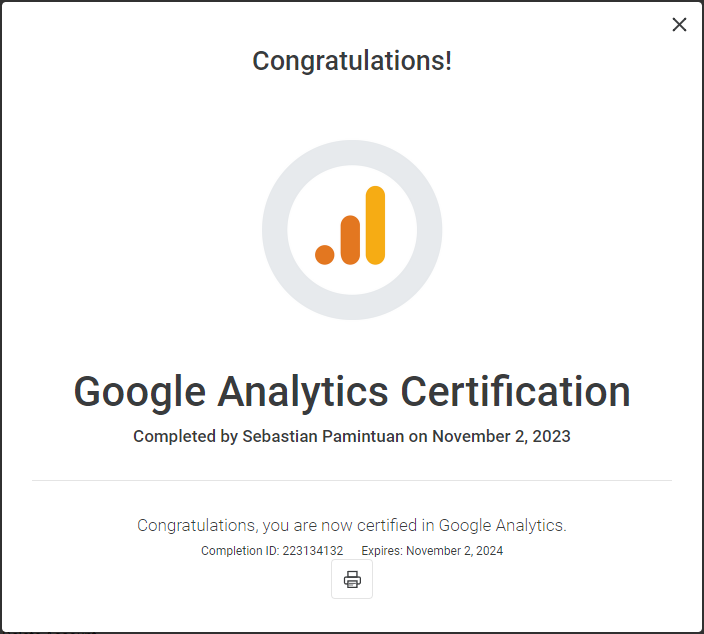 Congratulations!
Google Analytics Certification
Completed by Sebastian Pamintuan on November 2, 2023
Congratulations, you are now certified in Google Analytics.
Completion ID: 223134132 Expires: November 2, 2024